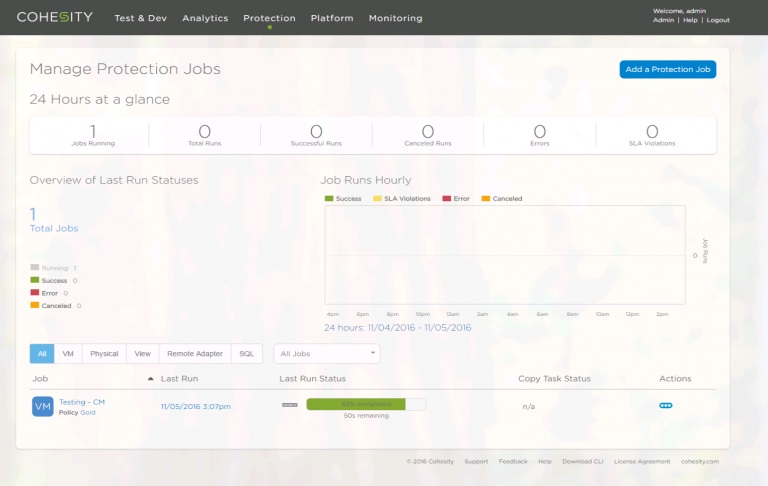 COHESITY Test & Dev Analytics Protection Platform Monitoring
Welcome, admin
Admin | Help | Logout
Manage Protection Jobs
Add a Protection Job
24 Hours at a glance
1 0 0 0 0 0
Jobs Running Total Runs Successful Runs Canceled Runs Errors SLA Violations
Overview of Last Run Statuses
Job Runs Hourly
Success SLA Violations Error Canceled
1
Total Jobs
0
Job Runs
Running 1
Success 0
Error 0
Canceled 0
4pm 6pm 8pm 10pm 12am 2am 4am 6am 8am 10am 12pm 2pm
24 hours: 11/04/2016 - 11/05/2016
All VM Physical View Remote Adapter SQL All Jobs
Job Last Run Last Run Status Copy Task Status Actions
VM Testing - CM 11/05/2016 3:07pm completed n/a
Policy Gold
50s remaining
© 2016 Cohesity Support Feedback Help Download CLI License Agreement cohesity.com